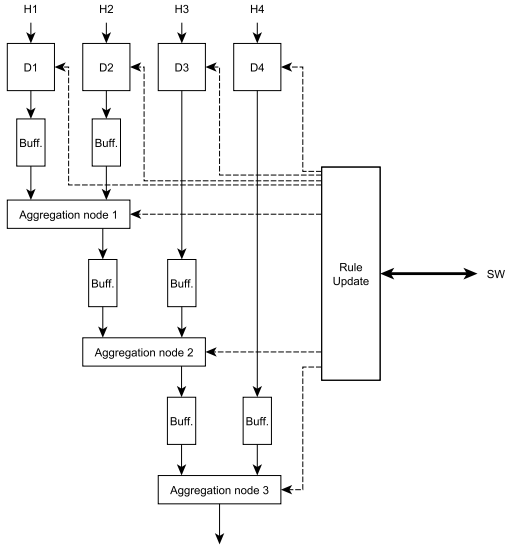 H1 H2 H3 H4
D1 D2 D3 D4
Buff. Buff.
Aggregation node 1
Rule
Update
SW
Buff. Buff.
Aggregation node 2
Buff. Buff.
Aggregation node 3